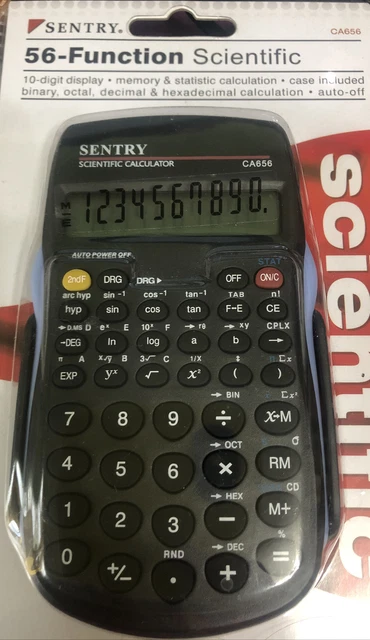 SENTRY®
CA656
56-Function Scientific
10-digit display • memory & statistic calculation • case included
binary, octal, decimal & hexadecimal calculation • auto-off
SENTRY
SCIENTIFIC CALCULATOR CA656
1234567890.
AUTO POWER OFF STAT
2ndF DRG DRG▶ OFF ON/C
arc hyp sin⁻¹ cos⁻¹ tan⁻¹ TAB n!
hyp sin cos tan F↔E CE
→D.MS D eˣ E 10ˣ F →rθ →xy CPLX
→DEG ln log a b →
π A ˣ√y B ³√ C 1/X Σx
EXP yˣ √ x² ( )
→ BIN Σx²
7 8 9 ÷ X→M
→ OCT σ
4 5 6 × RM
→ HEX CD
1 2 3 − M+
RND → DEC %
0 +/− • + =
scientific